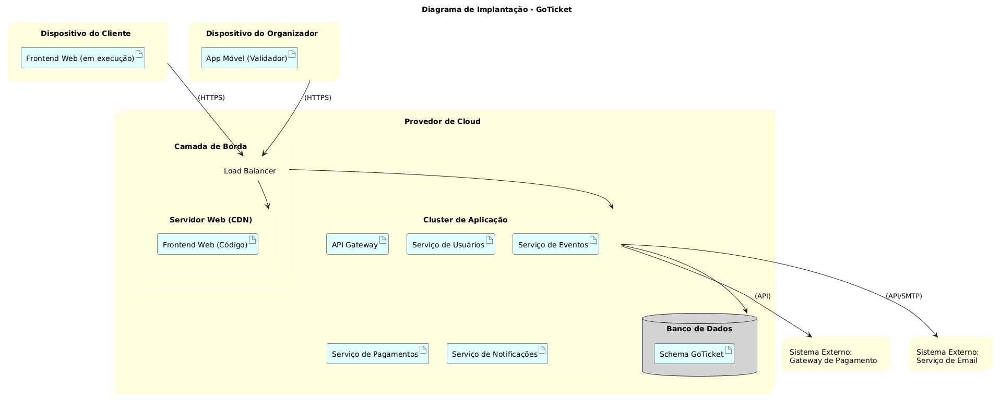 Diagrama de Implantação - GoTicket
Dispositivo do Cliente
Frontend Web (em execução)
Dispositivo do Organizador
App Móvel (Validador)
(HTTPS)
(HTTPS)
Provedor de Cloud
Camada de Borda
Load Balancer
Servidor Web (CDN)
Frontend Web (Código)
Cluster de Aplicação
API Gateway
Serviço de Usuários
Serviço de Eventos
(API)
(API/SMTP)
Serviço de Pagamentos
Serviço de Notificações
Banco de Dados
Schema GoTicket
Sistema Externo:
Gateway de Pagamento
Sistema Externo:
Serviço de Email